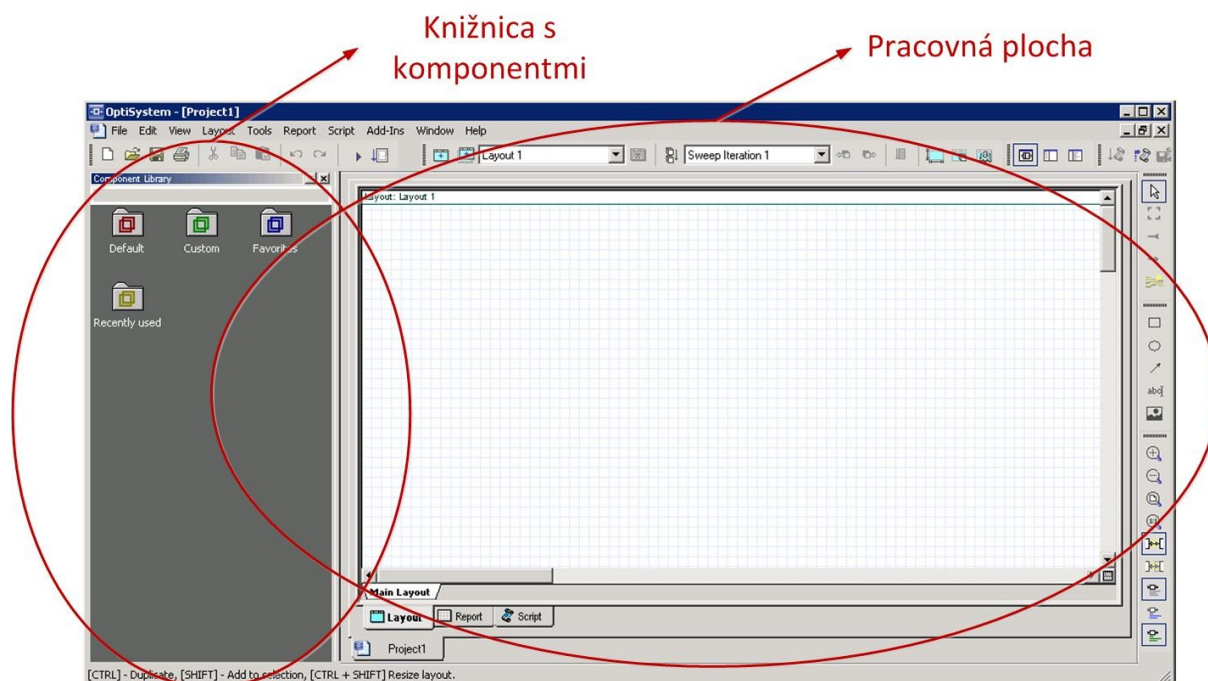 Knižnica s
komponentmi
Pracovná plocha
OptiSystem - [Project1]
File Edit View Layout Tools Report Script Add-Ins Window Help
Layout 1
Sweep Iteration 1
Component Library
Layout: Layout 1
Default Custom Favorites
Recently used
abc
Main Layout
Layout Report Script
Project1
[CTRL] - Duplicate, [SHIFT] - Add to selection, [CTRL + SHIFT] Resize layout.